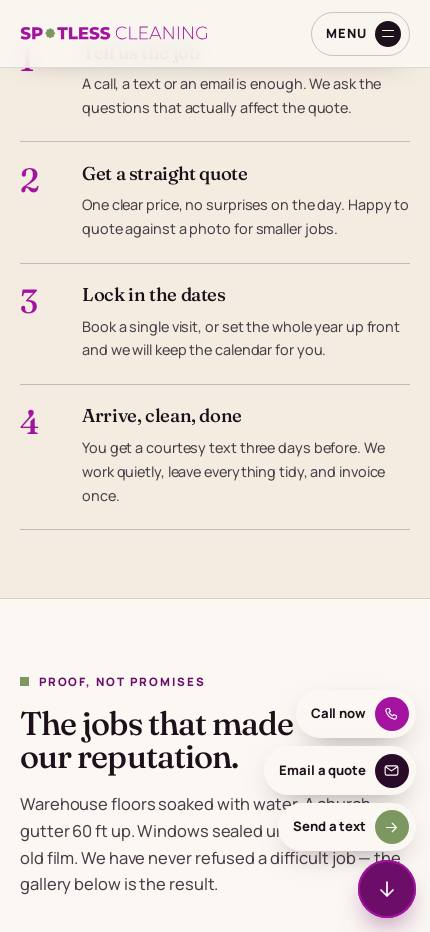 SPOTLESS CLEANING
MENU
1
Tell us the job
A call, a text or an email is enough. We ask the
questions that actually affect the quote.
2
Get a straight quote
One clear price, no surprises on the day. Happy to
quote against a photo for smaller jobs.
3
Lock in the dates
Book a single visit, or set the whole year up front
and we will keep the calendar for you.
4
Arrive, clean, done
You get a courtesy text three days before. We
work quietly, leave everything tidy, and invoice
once.
PROOF, NOT PROMISES
The jobs that made
our reputation.
Call now
Email a quote
Warehouse floors soaked with water. A church
gutter 60 ft up. Windows sealed
Send a text
old film. We have never refused a difficult job — the
gallery below is the result.